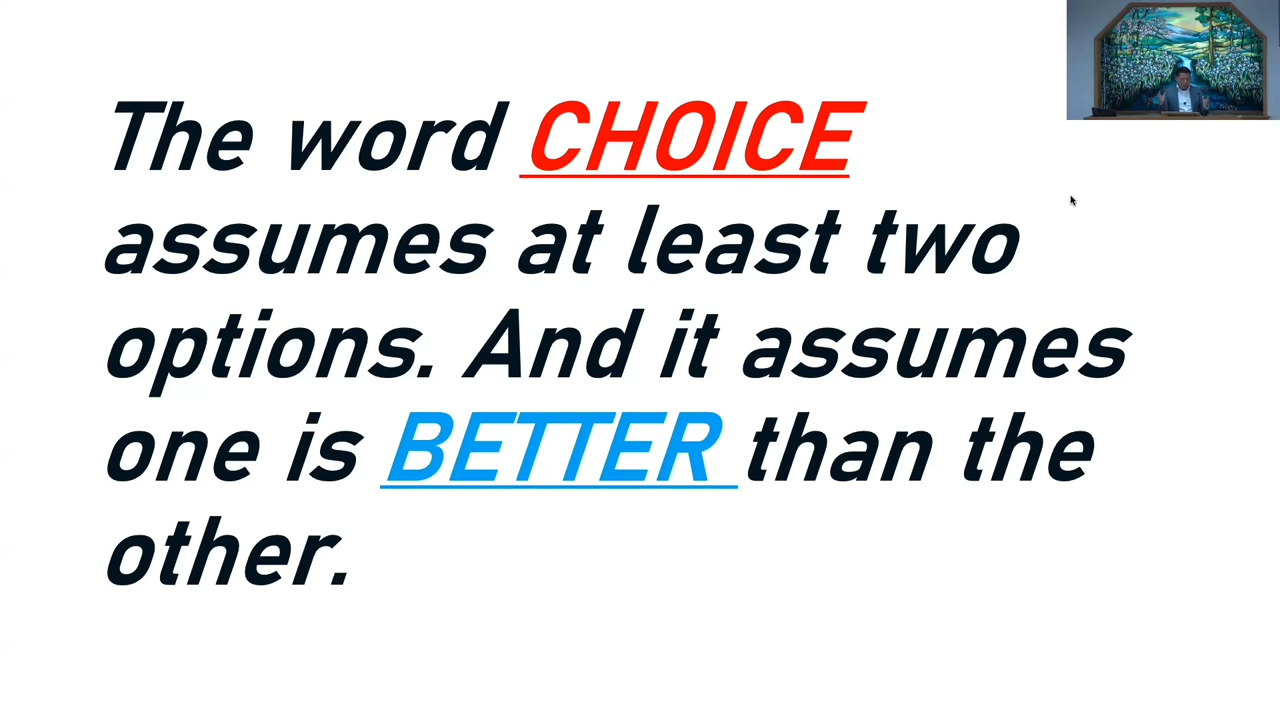 The word CHOICE
assumes at least two
options. And it assumes
one is BETTER than the
other.